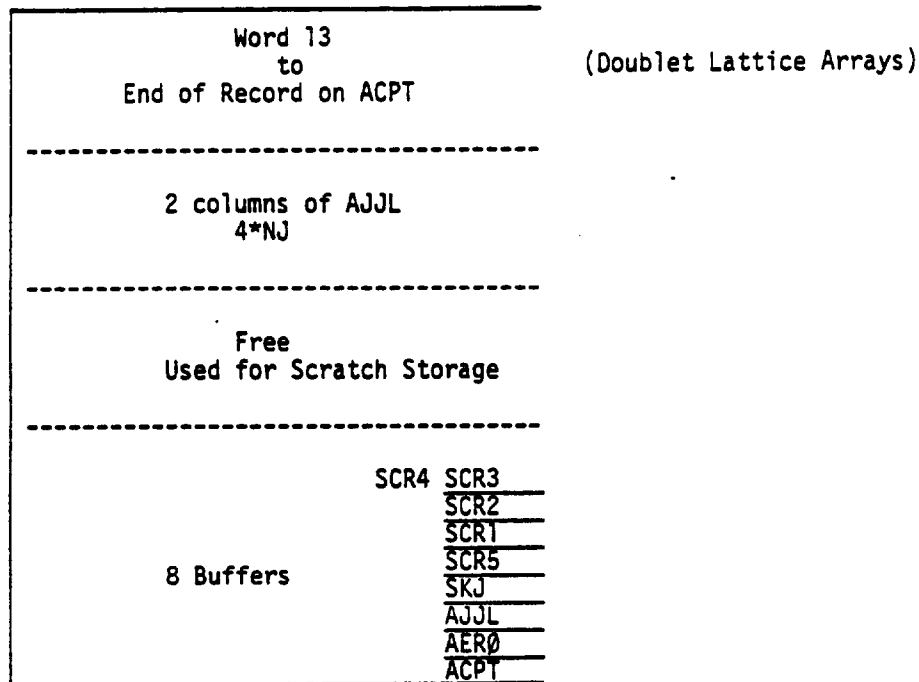 Word 13
to
End of Record on ACPT
(Doublet Lattice Arrays)
2 columns of AJJL
4*NJ
Free
Used for Scratch Storage
SCR4 SCR3
SCR2
SCR1
SCR5
8 Buffers
SKJ
AJJL
AERØ
ACPT